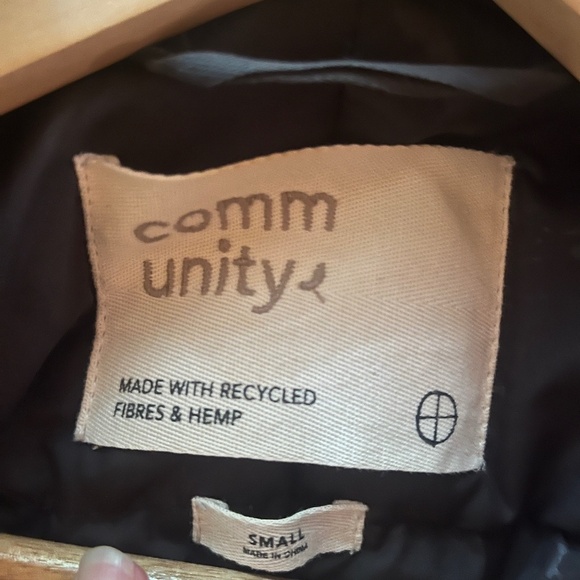 comm
unity
MADE WITH RECYCLED
FIBRES & HEMP
SMALL
MADE IN CHINA